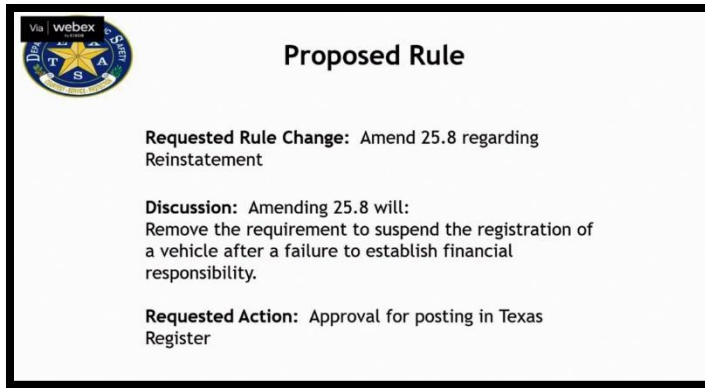 Via webex
TEXAS
Proposed Rule
Requested Rule Change: Amend 25.8 regarding
Reinstatement
Discussion: Amending 25.8 will:
Remove the requirement to suspend the registration of
a vehicle after a failure to establish financial
responsibility.
Requested Action: Approval for posting in Texas
Register